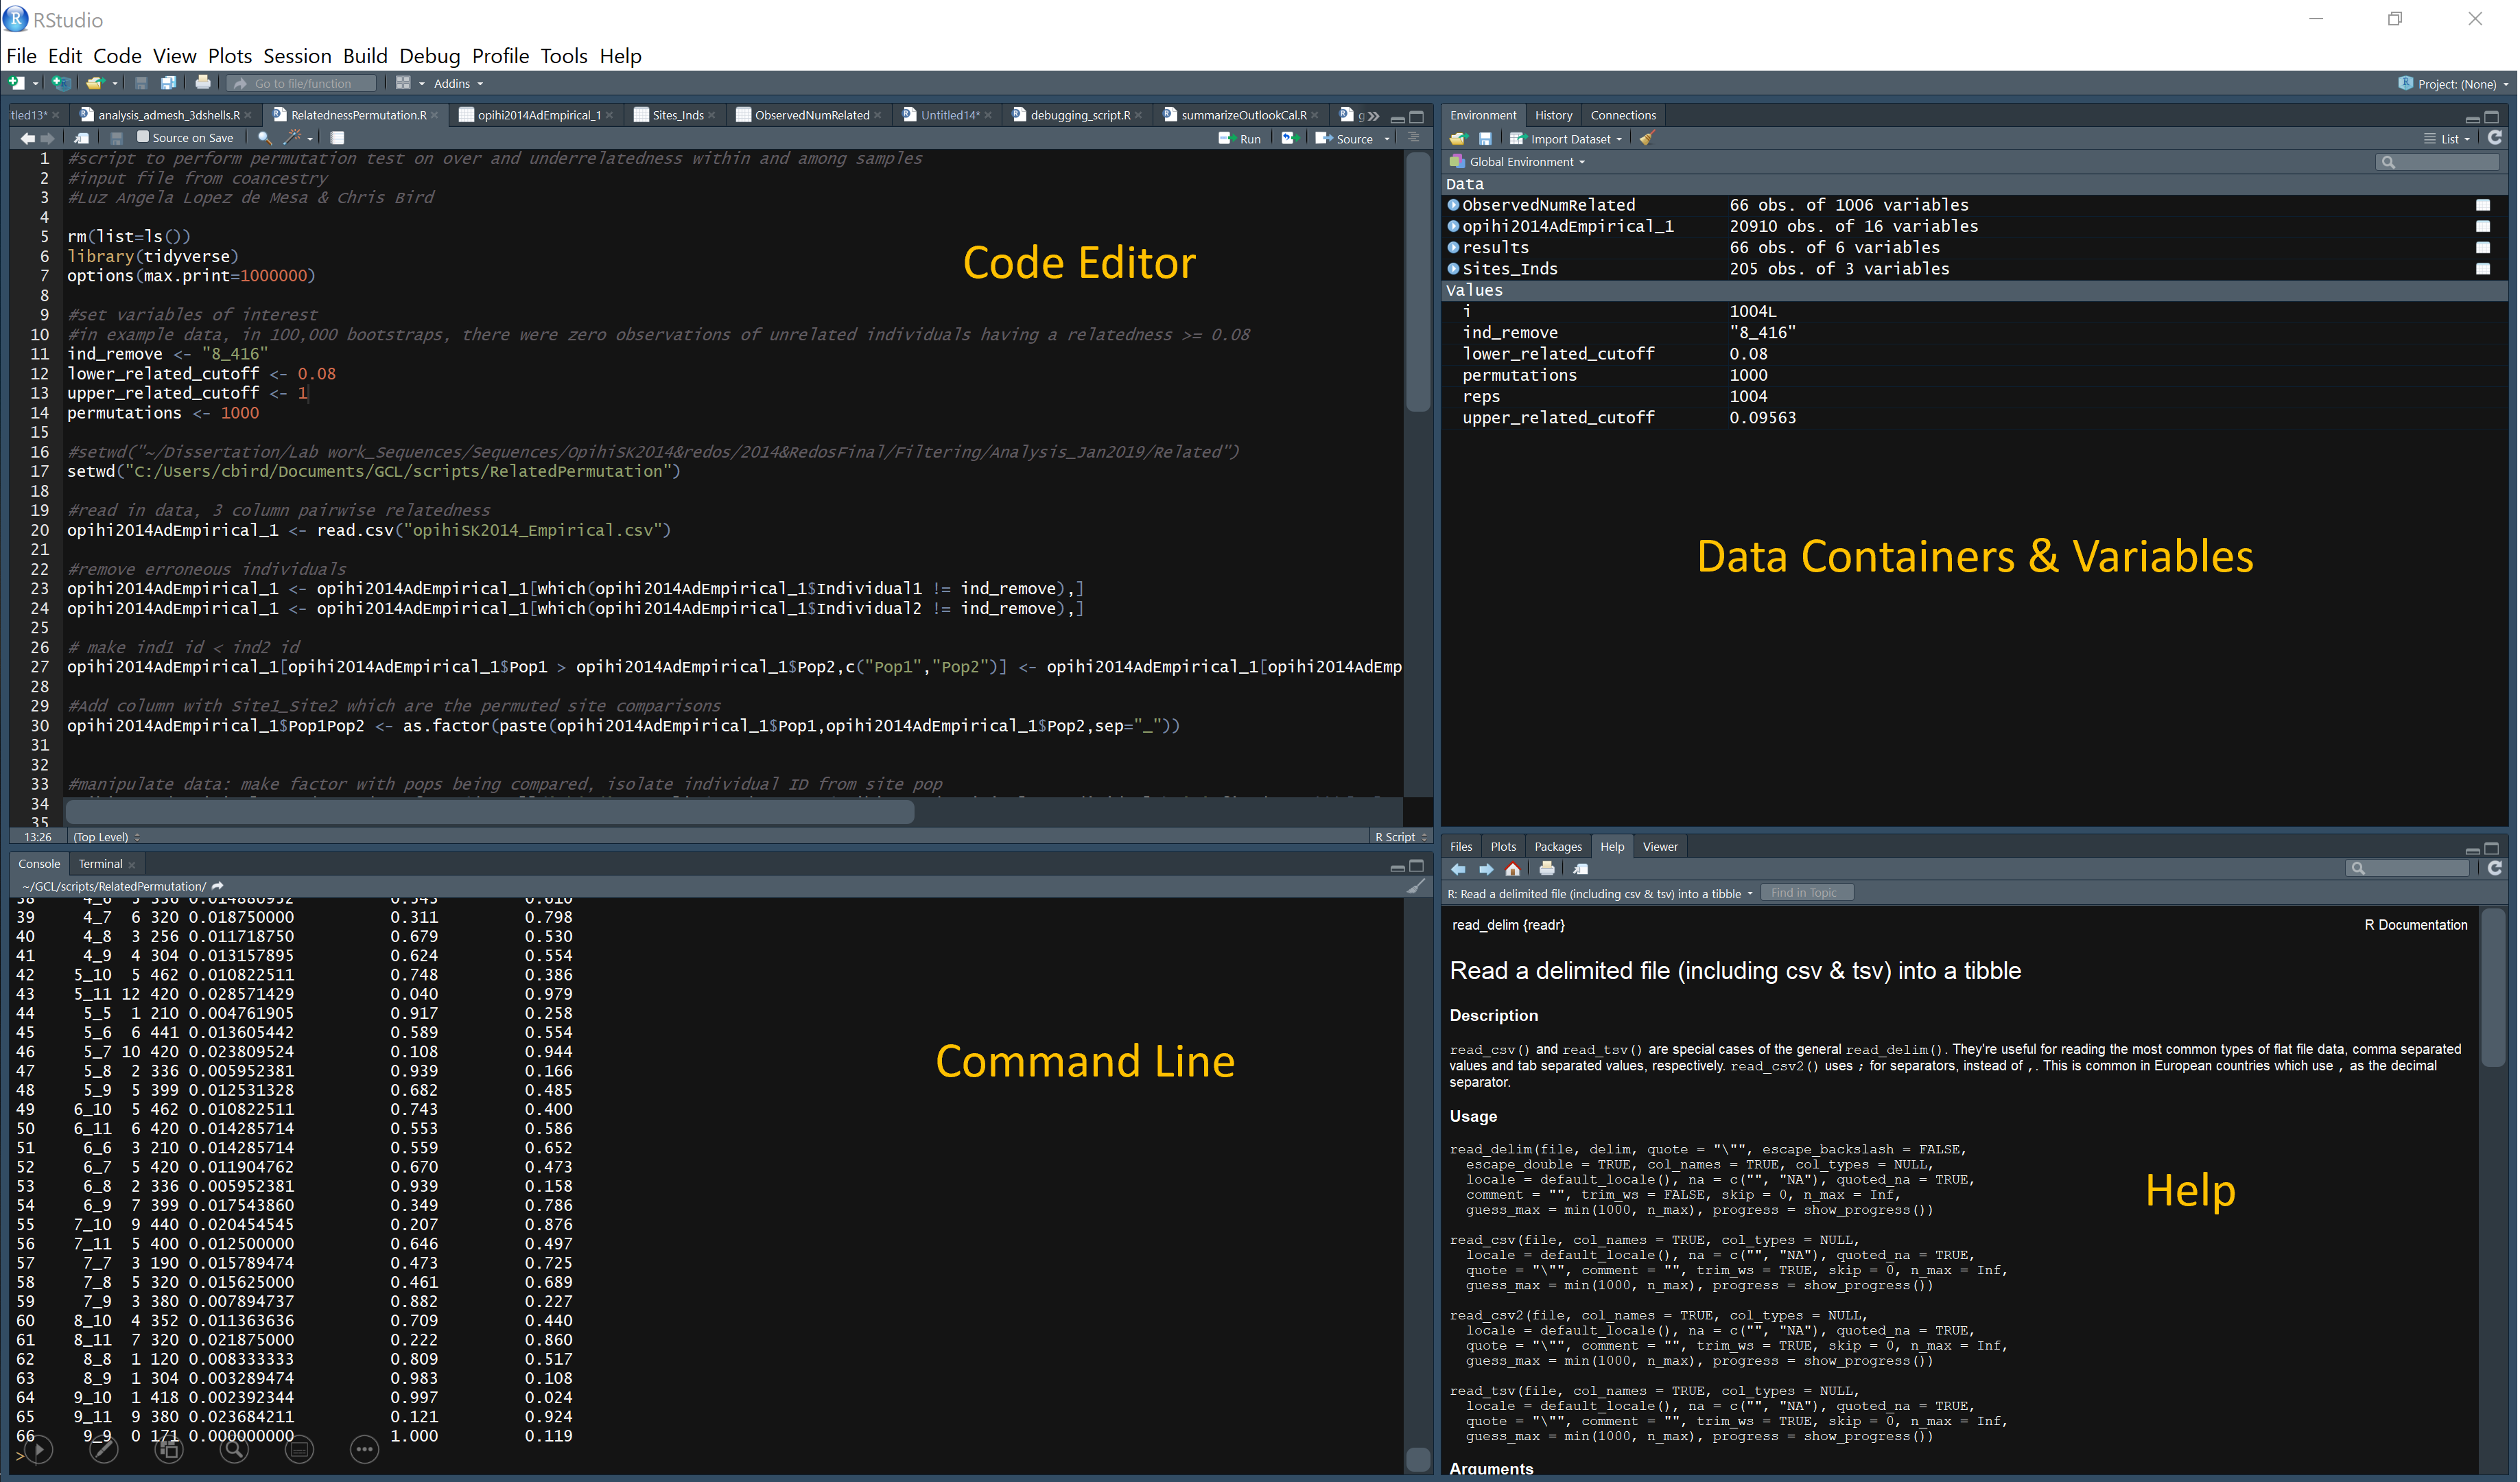 RStudio
File Edit Code View Plots Session Build Debug Profile Tools Help
Go to file/function Addins Project: (None)
tled13* analysis_admesh_3dshells.R RelatednessPermutation.R opihi2014AdEmpirical_1 Sites_Inds ObservedNumRelated Untitled14* debugging_script.R summarizeOutlookCal.R
Source on Save Run Source
1 #script to perform permutation test on over and underrelatedness within and among samples
2 #input file from coancestry
3 #Luz Angela Lopez de Mesa & Chris Bird
4
5 rm(list=ls())
6 library(tidyverse)
7 options(max.print=1000000)
8
9 #set variables of interest
10 #in example data, in 100,000 bootstraps, there were zero observations of unrelated individuals having a relatedness >= 0.08
11 ind_remove <- "8_416"
12 lower_related_cutoff <- 0.08
13 upper_related_cutoff <- 1
14 permutations <- 1000
15
16 #setwd("~/Dissertation/Lab work_Sequences/Sequences/OpihiSK2014&redos/2014&RedosFinal/Filtering/Analysis_Jan2019/Related")
17 setwd("C:/Users/cbird/Documents/GCL/scripts/RelatedPermutation")
18
19 #read in data, 3 column pairwise relatedness
20 opihi2014AdEmpirical_1 <- read.csv("opihiSK2014_Empirical.csv")
21
22 #remove erroneous individuals
23 opihi2014AdEmpirical_1 <- opihi2014AdEmpirical_1[which(opihi2014AdEmpirical_1$Individual1 != ind_remove),]
24 opihi2014AdEmpirical_1 <- opihi2014AdEmpirical_1[which(opihi2014AdEmpirical_1$Individual2 != ind_remove),]
25
26 # make ind1 id < ind2 id
27 opihi2014AdEmpirical_1[opihi2014AdEmpirical_1$Pop1 > opihi2014AdEmpirical_1$Pop2,c("Pop1","Pop2")] <- opihi2014AdEmpirical_1[opihi2014AdEmp
28
29 #Add column with Site1_Site2 which are the permuted site comparisons
30 opihi2014AdEmpirical_1$Pop1Pop2 <- as.factor(paste(opihi2014AdEmpirical_1$Pop1,opihi2014AdEmpirical_1$Pop2,sep="_"))
31
32
33 #manipulate data: make factor with pops being compared, isolate individual ID from site pop
34
35
Code Editor
13:26 (Top Level) R Script
Console Terminal
~/GCL/scripts/RelatedPermutation/
38 4_6 5 336 0.014880952 0.543 0.610
39 4_7 6 320 0.018750000 0.311 0.798
40 4_8 3 256 0.011718750 0.679 0.530
41 4_9 4 304 0.013157895 0.624 0.554
42 5_10 5 462 0.010822511 0.748 0.386
43 5_11 12 420 0.028571429 0.040 0.979
44 5_5 1 210 0.004761905 0.917 0.258
45 5_6 6 441 0.013605442 0.589 0.554
46 5_7 10 420 0.023809524 0.108 0.944
47 5_8 2 336 0.005952381 0.939 0.166
48 5_9 5 399 0.012531328 0.682 0.485
49 6_10 5 462 0.010822511 0.743 0.400
50 6_11 6 420 0.014285714 0.553 0.586
51 6_6 3 210 0.014285714 0.559 0.652
52 6_7 5 420 0.011904762 0.670 0.473
53 6_8 2 336 0.005952381 0.939 0.158
54 6_9 7 399 0.017543860 0.349 0.786
55 7_10 9 440 0.020454545 0.207 0.876
56 7_11 5 400 0.012500000 0.646 0.497
57 7_7 3 190 0.015789474 0.473 0.725
58 7_8 5 320 0.015625000 0.461 0.689
59 7_9 3 380 0.007894737 0.882 0.227
60 8_10 4 352 0.011363636 0.709 0.440
61 8_11 7 320 0.021875000 0.222 0.860
62 8_8 1 120 0.008333333 0.809 0.517
63 8_9 1 304 0.003289474 0.983 0.108
64 9_10 1 418 0.002392344 0.997 0.024
65 9_11 9 380 0.023684211 0.121 0.924
66 9_9 0 171 0.000000000 1.000 0.119
>
Command Line
Environment History Connections
Import Dataset List
Global Environment
Data
ObservedNumRelated 66 obs. of 1006 variables
opihi2014AdEmpirical_1 20910 obs. of 16 variables
results 66 obs. of 6 variables
Sites_Inds 205 obs. of 3 variables
Values
i 1004L
ind_remove "8_416"
lower_related_cutoff 0.08
permutations 1000
reps 1004
upper_related_cutoff 0.09563
Data Containers & Variables
Files Plots Packages Help Viewer
R: Read a delimited file (including csv & tsv) into a tibble Find in Topic
read_delim {readr} R Documentation
Read a delimited file (including csv & tsv) into a tibble
Description
read_csv() and read_tsv() are special cases of the general read_delim(). They're useful for reading the most common types of flat file data, comma separated
values and tab separated values, respectively. read_csv2() uses ; for separators, instead of ,. This is common in European countries which use , as the decimal
separator.
Usage
read_delim(file, delim, quote = "\"", escape_backslash = FALSE,
escape_double = TRUE, col_names = TRUE, col_types = NULL,
locale = default_locale(), na = c("", "NA"), quoted_na = TRUE,
comment = "", trim_ws = FALSE, skip = 0, n_max = Inf,
guess_max = min(1000, n_max), progress = show_progress())
read_csv(file, col_names = TRUE, col_types = NULL,
locale = default_locale(), na = c("", "NA"), quoted_na = TRUE,
quote = "\"", comment = "", trim_ws = TRUE, skip = 0, n_max = Inf,
guess_max = min(1000, n_max), progress = show_progress())
read_csv2(file, col_names = TRUE, col_types = NULL,
locale = default_locale(), na = c("", "NA"), quoted_na = TRUE,
quote = "\"", comment = "", trim_ws = TRUE, skip = 0, n_max = Inf,
guess_max = min(1000, n_max), progress = show_progress())
read_tsv(file, col_names = TRUE, col_types = NULL,
locale = default_locale(), na = c("", "NA"), quoted_na = TRUE,
quote = "\"", comment = "", trim_ws = TRUE, skip = 0, n_max = Inf,
guess_max = min(1000, n_max), progress = show_progress())
Arguments
Help